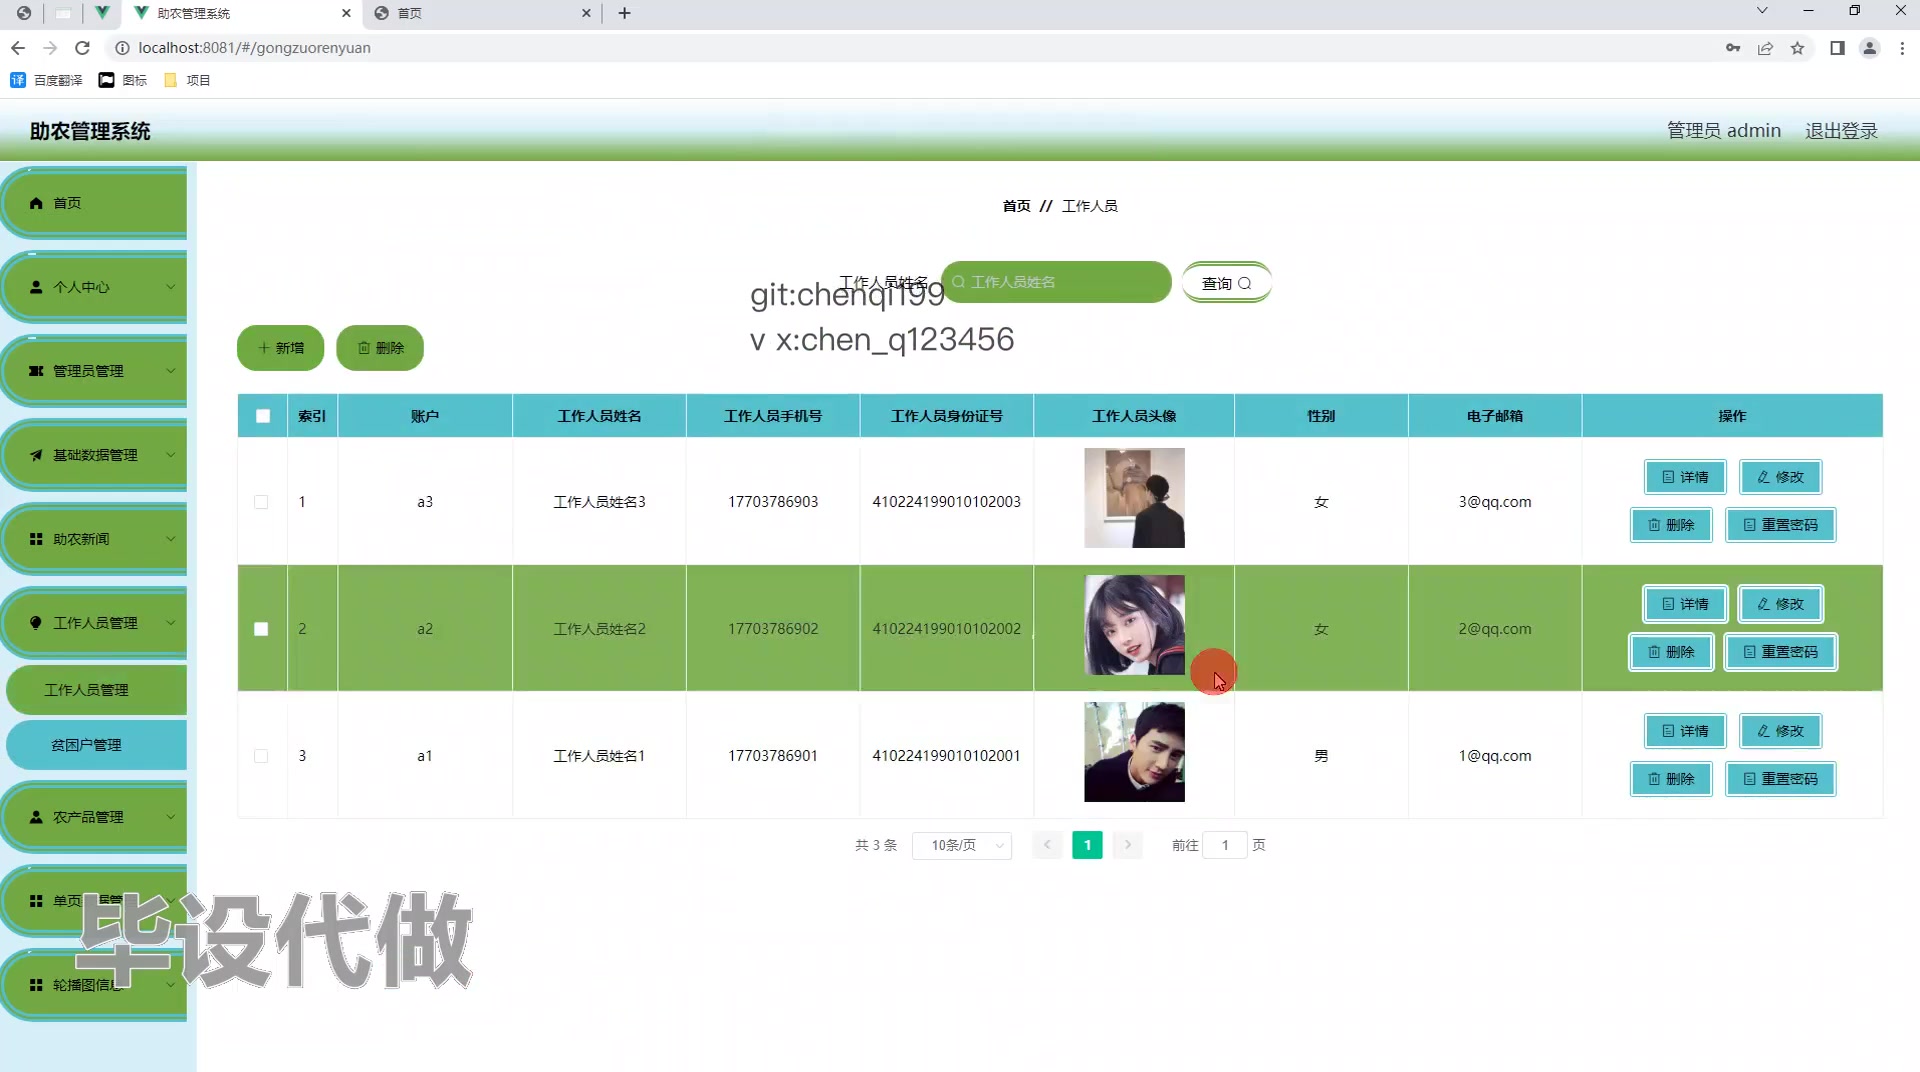 助农管理系统
首页
localhost:8081/#/gongzuorenyuan
百度翻译 图标 项目
助农管理系统
管理员 admin 退出登录
首页
个人中心
管理员管理
基础数据管理
助农新闻
工作人员管理
工作人员管理
贫困户管理
农产品管理
单页
轮播图信息
首页 // 工作人员
工作人员姓名 工作人员姓名 查询
git:chenqi199
v x:chen_q123456
新增 删除
索引 账户 工作人员姓名 工作人员手机号 工作人员身份证号 工作人员头像 性别 电子邮箱 操作
1 a3 工作人员姓名3 17703786903 410224199010102003 女 3@qq.com
详情 修改
删除 重置密码
2 a2 工作人员姓名2 17703786902 410224199010102002 女 2@qq.com
详情 修改
删除 重置密码
3 a1 工作人员姓名1 17703786901 410224199010102001 男 1@qq.com
详情 修改
删除 重置密码
共 3 条 10条/页 1 前往 1 页
毕设代做